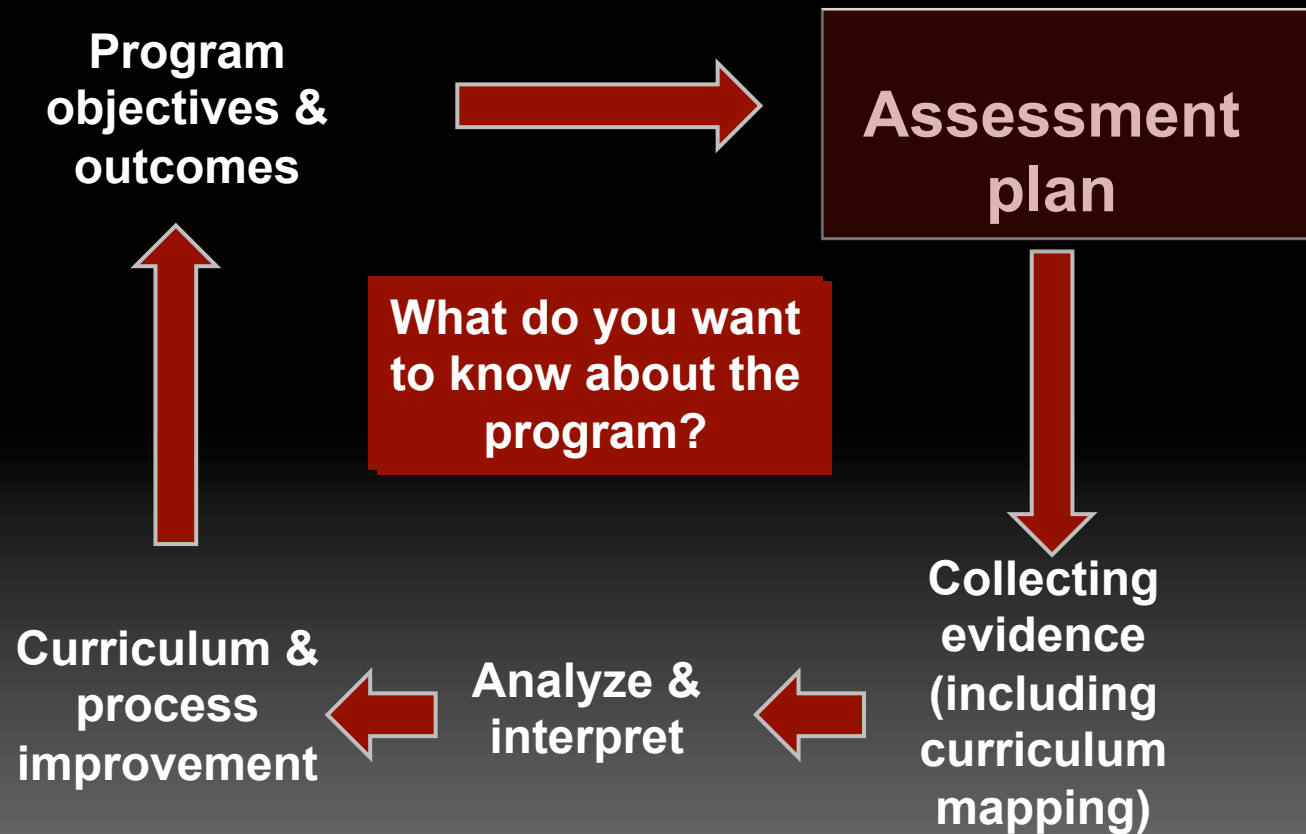 Program
objectives &
outcomes
Assessment
plan
What do you want
to know about the
program?
Collecting
evidence
(including
curriculum
mapping)
Analyze &
interpret
Curriculum &
process
improvement